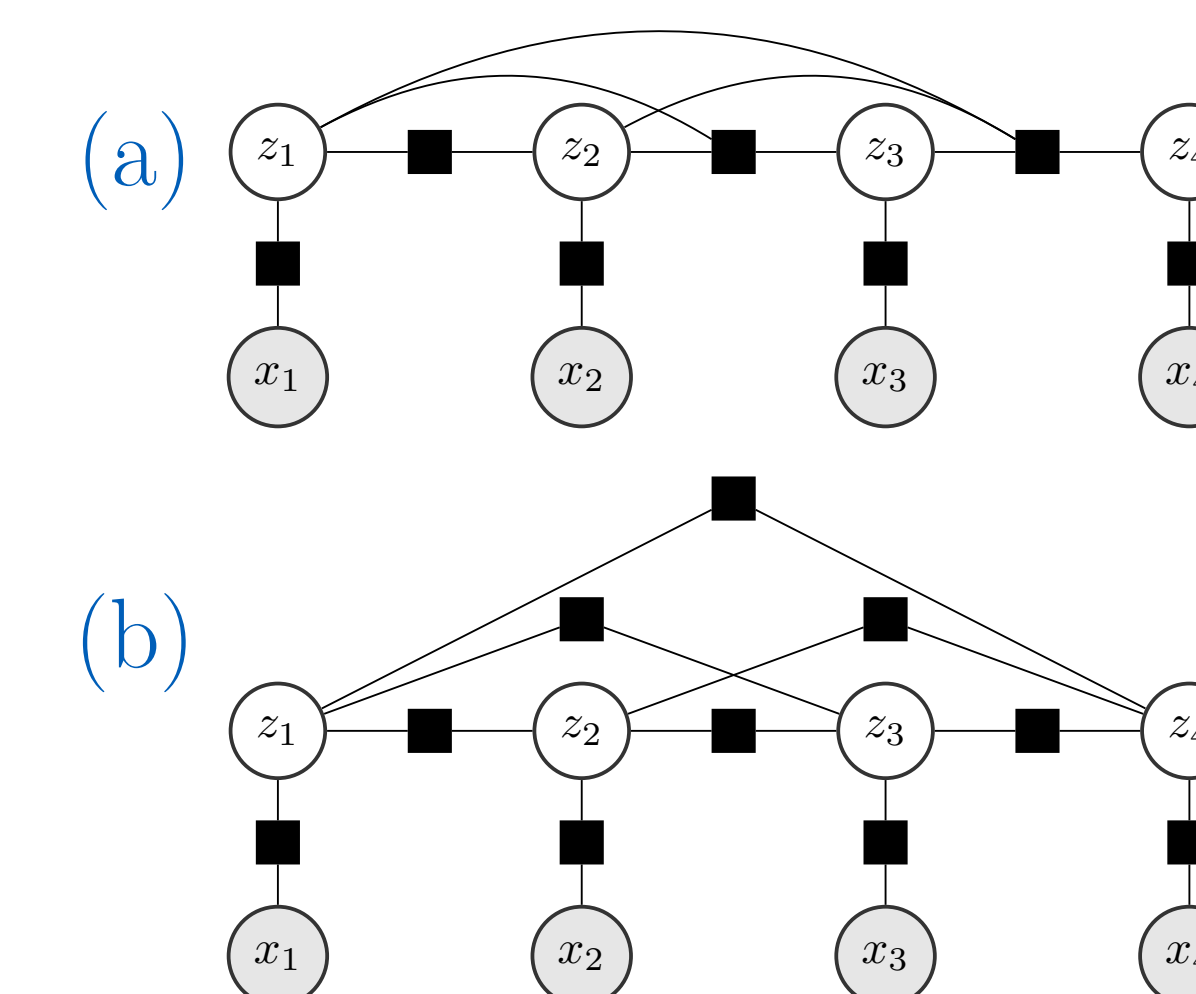 (a)
z₁ z₂ z₃
x₁ x₂ x₃
(b)
z₁ z₂ z₃
x₁ x₂ x₃